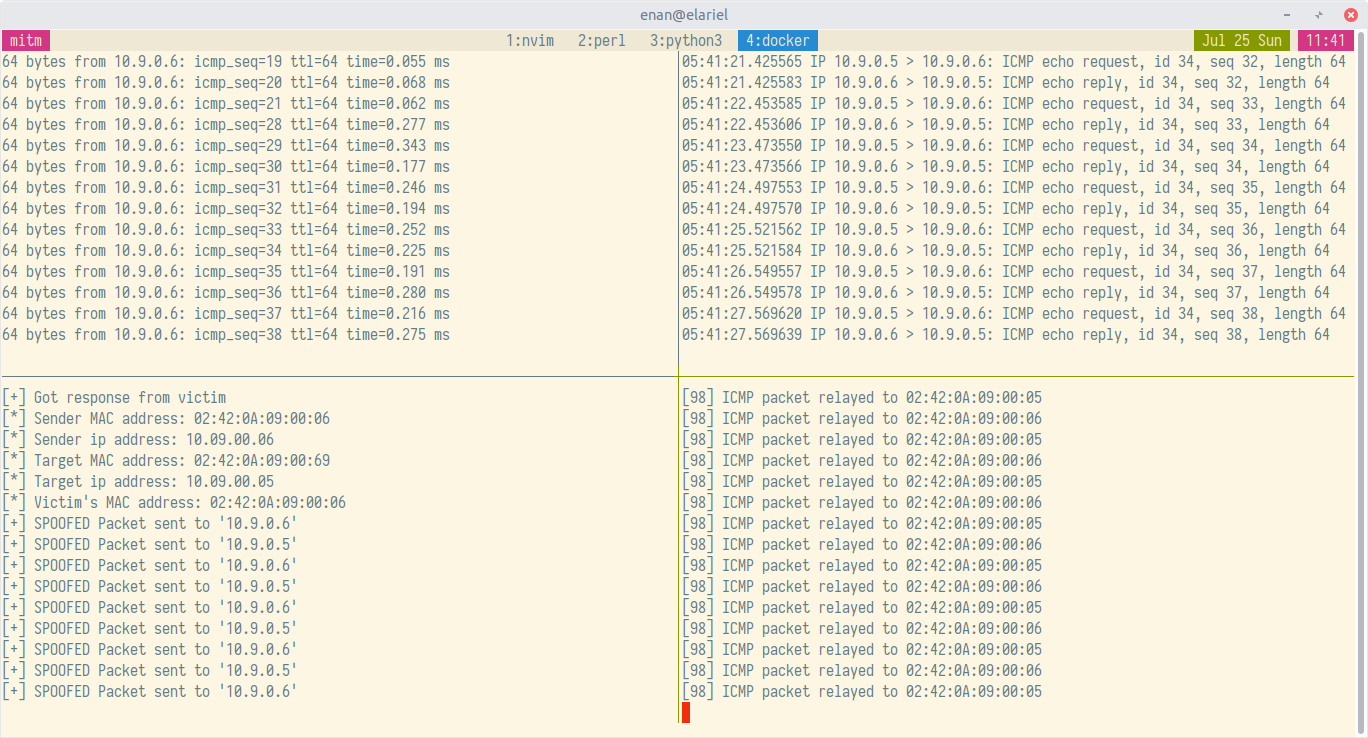 enan@elariel
mitm 1:nvim 2:perl 3:python3 4:docker Jul 25 Sun 11:41
64 bytes from 10.9.0.6: icmp_seq=19 ttl=64 time=0.055 ms
64 bytes from 10.9.0.6: icmp_seq=20 ttl=64 time=0.068 ms
64 bytes from 10.9.0.6: icmp_seq=21 ttl=64 time=0.062 ms
64 bytes from 10.9.0.6: icmp_seq=28 ttl=64 time=0.277 ms
64 bytes from 10.9.0.6: icmp_seq=29 ttl=64 time=0.343 ms
64 bytes from 10.9.0.6: icmp_seq=30 ttl=64 time=0.177 ms
64 bytes from 10.9.0.6: icmp_seq=31 ttl=64 time=0.246 ms
64 bytes from 10.9.0.6: icmp_seq=32 ttl=64 time=0.194 ms
64 bytes from 10.9.0.6: icmp_seq=33 ttl=64 time=0.252 ms
64 bytes from 10.9.0.6: icmp_seq=34 ttl=64 time=0.225 ms
64 bytes from 10.9.0.6: icmp_seq=35 ttl=64 time=0.191 ms
64 bytes from 10.9.0.6: icmp_seq=36 ttl=64 time=0.280 ms
64 bytes from 10.9.0.6: icmp_seq=37 ttl=64 time=0.216 ms
64 bytes from 10.9.0.6: icmp_seq=38 ttl=64 time=0.275 ms
05:41:21.425565 IP 10.9.0.5 > 10.9.0.6: ICMP echo request, id 34, seq 32, length 64
05:41:21.425583 IP 10.9.0.6 > 10.9.0.5: ICMP echo reply, id 34, seq 32, length 64
05:41:22.453585 IP 10.9.0.5 > 10.9.0.6: ICMP echo request, id 34, seq 33, length 64
05:41:22.453606 IP 10.9.0.6 > 10.9.0.5: ICMP echo reply, id 34, seq 33, length 64
05:41:23.473550 IP 10.9.0.5 > 10.9.0.6: ICMP echo request, id 34, seq 34, length 64
05:41:23.473566 IP 10.9.0.6 > 10.9.0.5: ICMP echo reply, id 34, seq 34, length 64
05:41:24.497553 IP 10.9.0.5 > 10.9.0.6: ICMP echo request, id 34, seq 35, length 64
05:41:24.497570 IP 10.9.0.6 > 10.9.0.5: ICMP echo reply, id 34, seq 35, length 64
05:41:25.521562 IP 10.9.0.5 > 10.9.0.6: ICMP echo request, id 34, seq 36, length 64
05:41:25.521584 IP 10.9.0.6 > 10.9.0.5: ICMP echo reply, id 34, seq 36, length 64
05:41:26.549557 IP 10.9.0.5 > 10.9.0.6: ICMP echo request, id 34, seq 37, length 64
05:41:26.549578 IP 10.9.0.6 > 10.9.0.5: ICMP echo reply, id 34, seq 37, length 64
05:41:27.569620 IP 10.9.0.5 > 10.9.0.6: ICMP echo request, id 34, seq 38, length 64
05:41:27.569639 IP 10.9.0.6 > 10.9.0.5: ICMP echo reply, id 34, seq 38, length 64
[+] Got response from victim
[*] Sender MAC address: 02:42:0A:09:00:06
[*] Sender ip address: 10.09.00.06
[*] Target MAC address: 02:42:0A:09:00:69
[*] Target ip address: 10.09.00.05
[*] Victim's MAC address: 02:42:0A:09:00:06
[+] SPOOFED Packet sent to '10.9.0.6'
[+] SPOOFED Packet sent to '10.9.0.5'
[+] SPOOFED Packet sent to '10.9.0.6'
[+] SPOOFED Packet sent to '10.9.0.5'
[+] SPOOFED Packet sent to '10.9.0.6'
[+] SPOOFED Packet sent to '10.9.0.5'
[+] SPOOFED Packet sent to '10.9.0.6'
[+] SPOOFED Packet sent to '10.9.0.5'
[+] SPOOFED Packet sent to '10.9.0.6'
[98] ICMP packet relayed to 02:42:0A:09:00:05
[98] ICMP packet relayed to 02:42:0A:09:00:06
[98] ICMP packet relayed to 02:42:0A:09:00:05
[98] ICMP packet relayed to 02:42:0A:09:00:06
[98] ICMP packet relayed to 02:42:0A:09:00:05
[98] ICMP packet relayed to 02:42:0A:09:00:06
[98] ICMP packet relayed to 02:42:0A:09:00:05
[98] ICMP packet relayed to 02:42:0A:09:00:06
[98] ICMP packet relayed to 02:42:0A:09:00:05
[98] ICMP packet relayed to 02:42:0A:09:00:06
[98] ICMP packet relayed to 02:42:0A:09:00:05
[98] ICMP packet relayed to 02:42:0A:09:00:06
[98] ICMP packet relayed to 02:42:0A:09:00:05
[98] ICMP packet relayed to 02:42:0A:09:00:06
[98] ICMP packet relayed to 02:42:0A:09:00:05